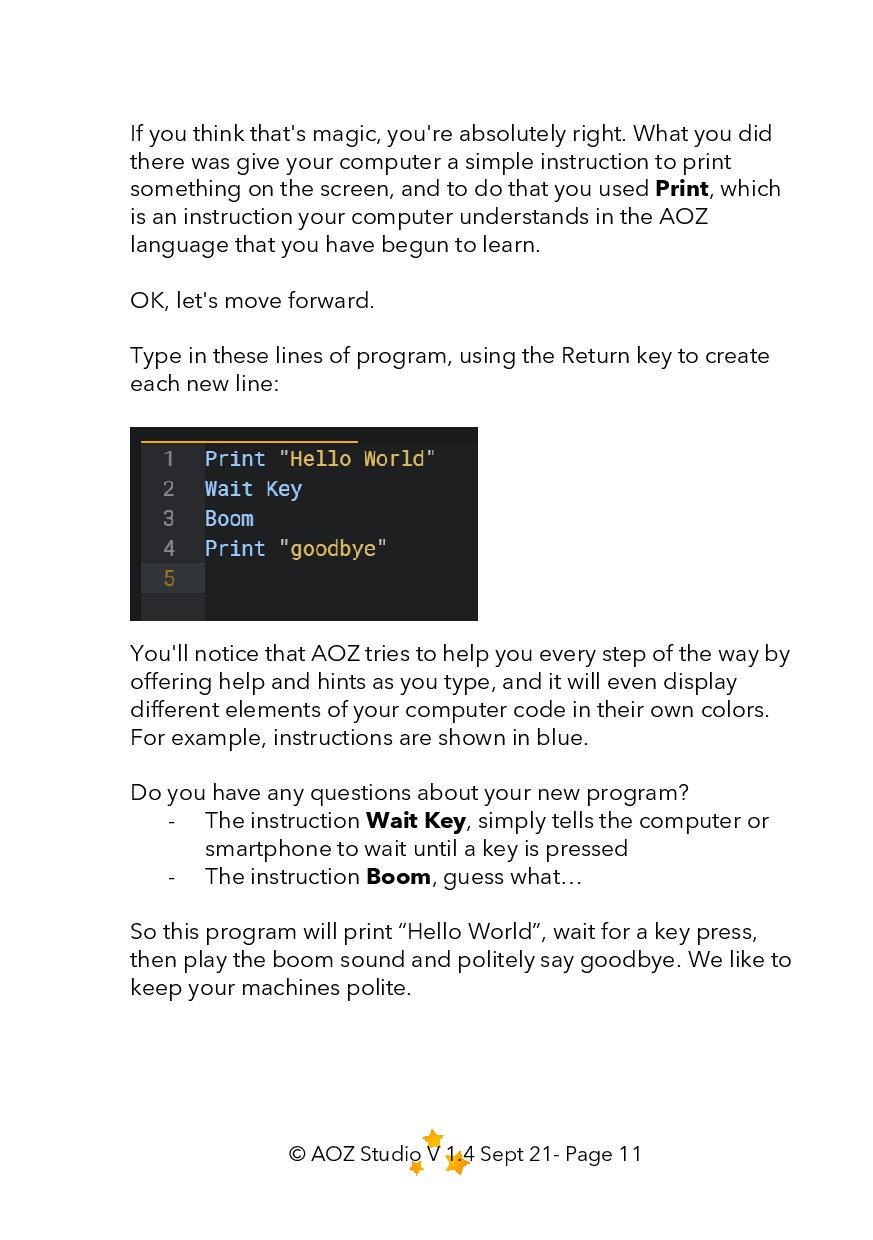 If you think that's magic, you're absolutely right. What you did
there was give your computer a simple instruction to print
something on the screen, and to do that you used Print, which
is an instruction your computer understands in the AOZ
language that you have begun to learn.
OK, let's move forward.
Type in these lines of program, using the Return key to create
each new line:
1 Print "Hello World"
2 Wait Key
3 Boom
4 Print "goodbye"
5
You'll notice that AOZ tries to help you every step of the way by
offering help and hints as you type, and it will even display
different elements of your computer code in their own colors.
For example, instructions are shown in blue.
Do you have any questions about your new program?
- The instruction Wait Key, simply tells the computer or
smartphone to wait until a key is pressed
- The instruction Boom, guess what…
So this program will print “Hello World”, wait for a key press,
then play the boom sound and politely say goodbye. We like to
keep your machines polite.
© AOZ Studio V 1.4 Sept 21- Page 11